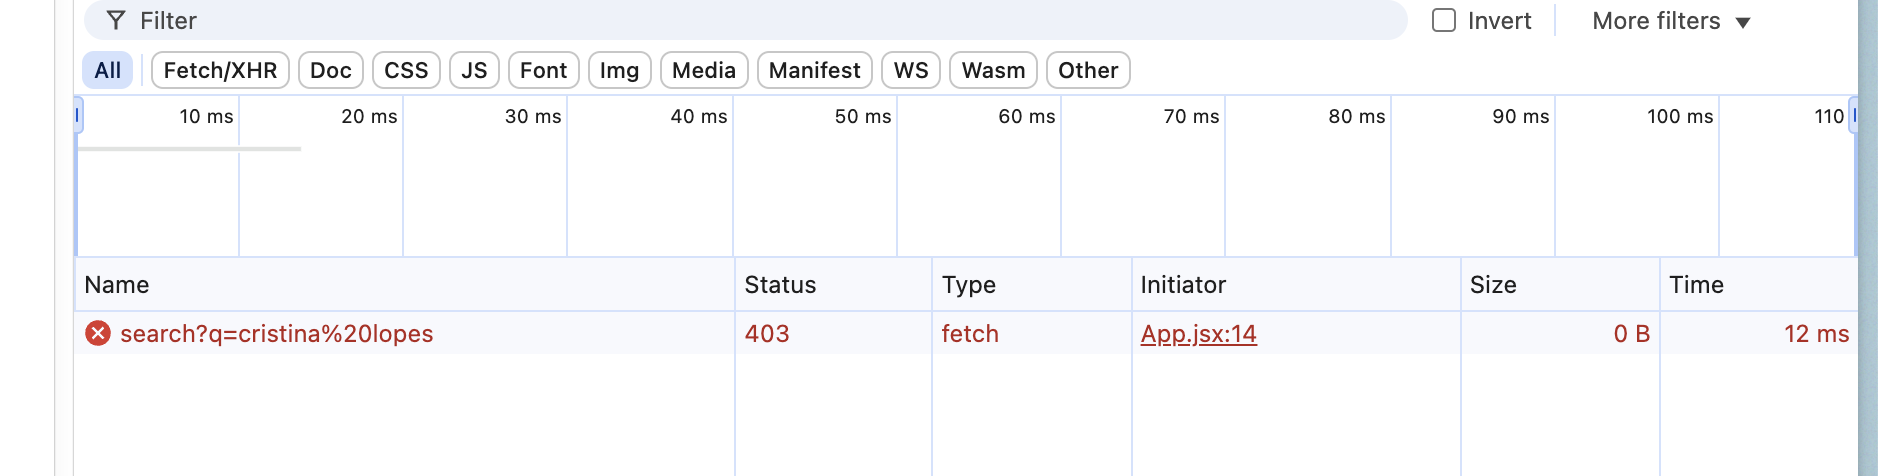 Filter Invert More filters
All Fetch/XHR Doc CSS JS Font Img Media Manifest WS Wasm Other
10 ms 20 ms 30 ms 40 ms 50 ms 60 ms 70 ms 80 ms 90 ms 100 ms 110
Name Status Type Initiator Size Time
search?q=cristina%20lopes 403 fetch App.jsx:14 0 B 12 ms